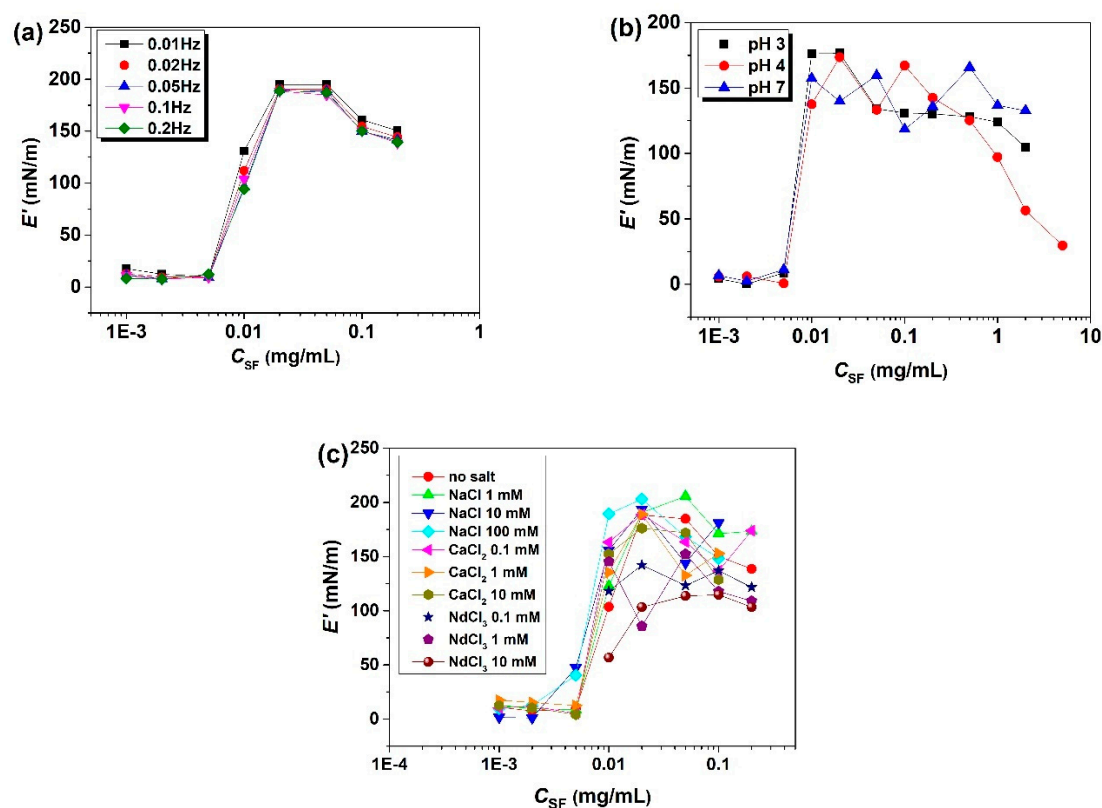 (a)
250
200
150
100
50
0
E' (mN/m)
0.01Hz
0.02Hz
0.05Hz
0.1Hz
0.2Hz
1E-3
0.01
0.1
1
C_SF (mg/mL)
(b)
200
150
100
50
0
E' (mN/m)
pH 3
pH 4
pH 7
1E-3
0.01
0.1
1
10
C_SF (mg/mL)
(c)
250
200
150
100
50
0
E' (mN/m)
no salt
NaCl 1 mM
NaCl 10 mM
NaCl 100 mM
CaCl₂ 0.1 mM
CaCl₂ 1 mM
CaCl₂ 10 mM
NdCl₃ 0.1 mM
NdCl₃ 1 mM
NdCl₃ 10 mM
1E-4
1E-3
0.01
0.1
C_SF (mg/mL)